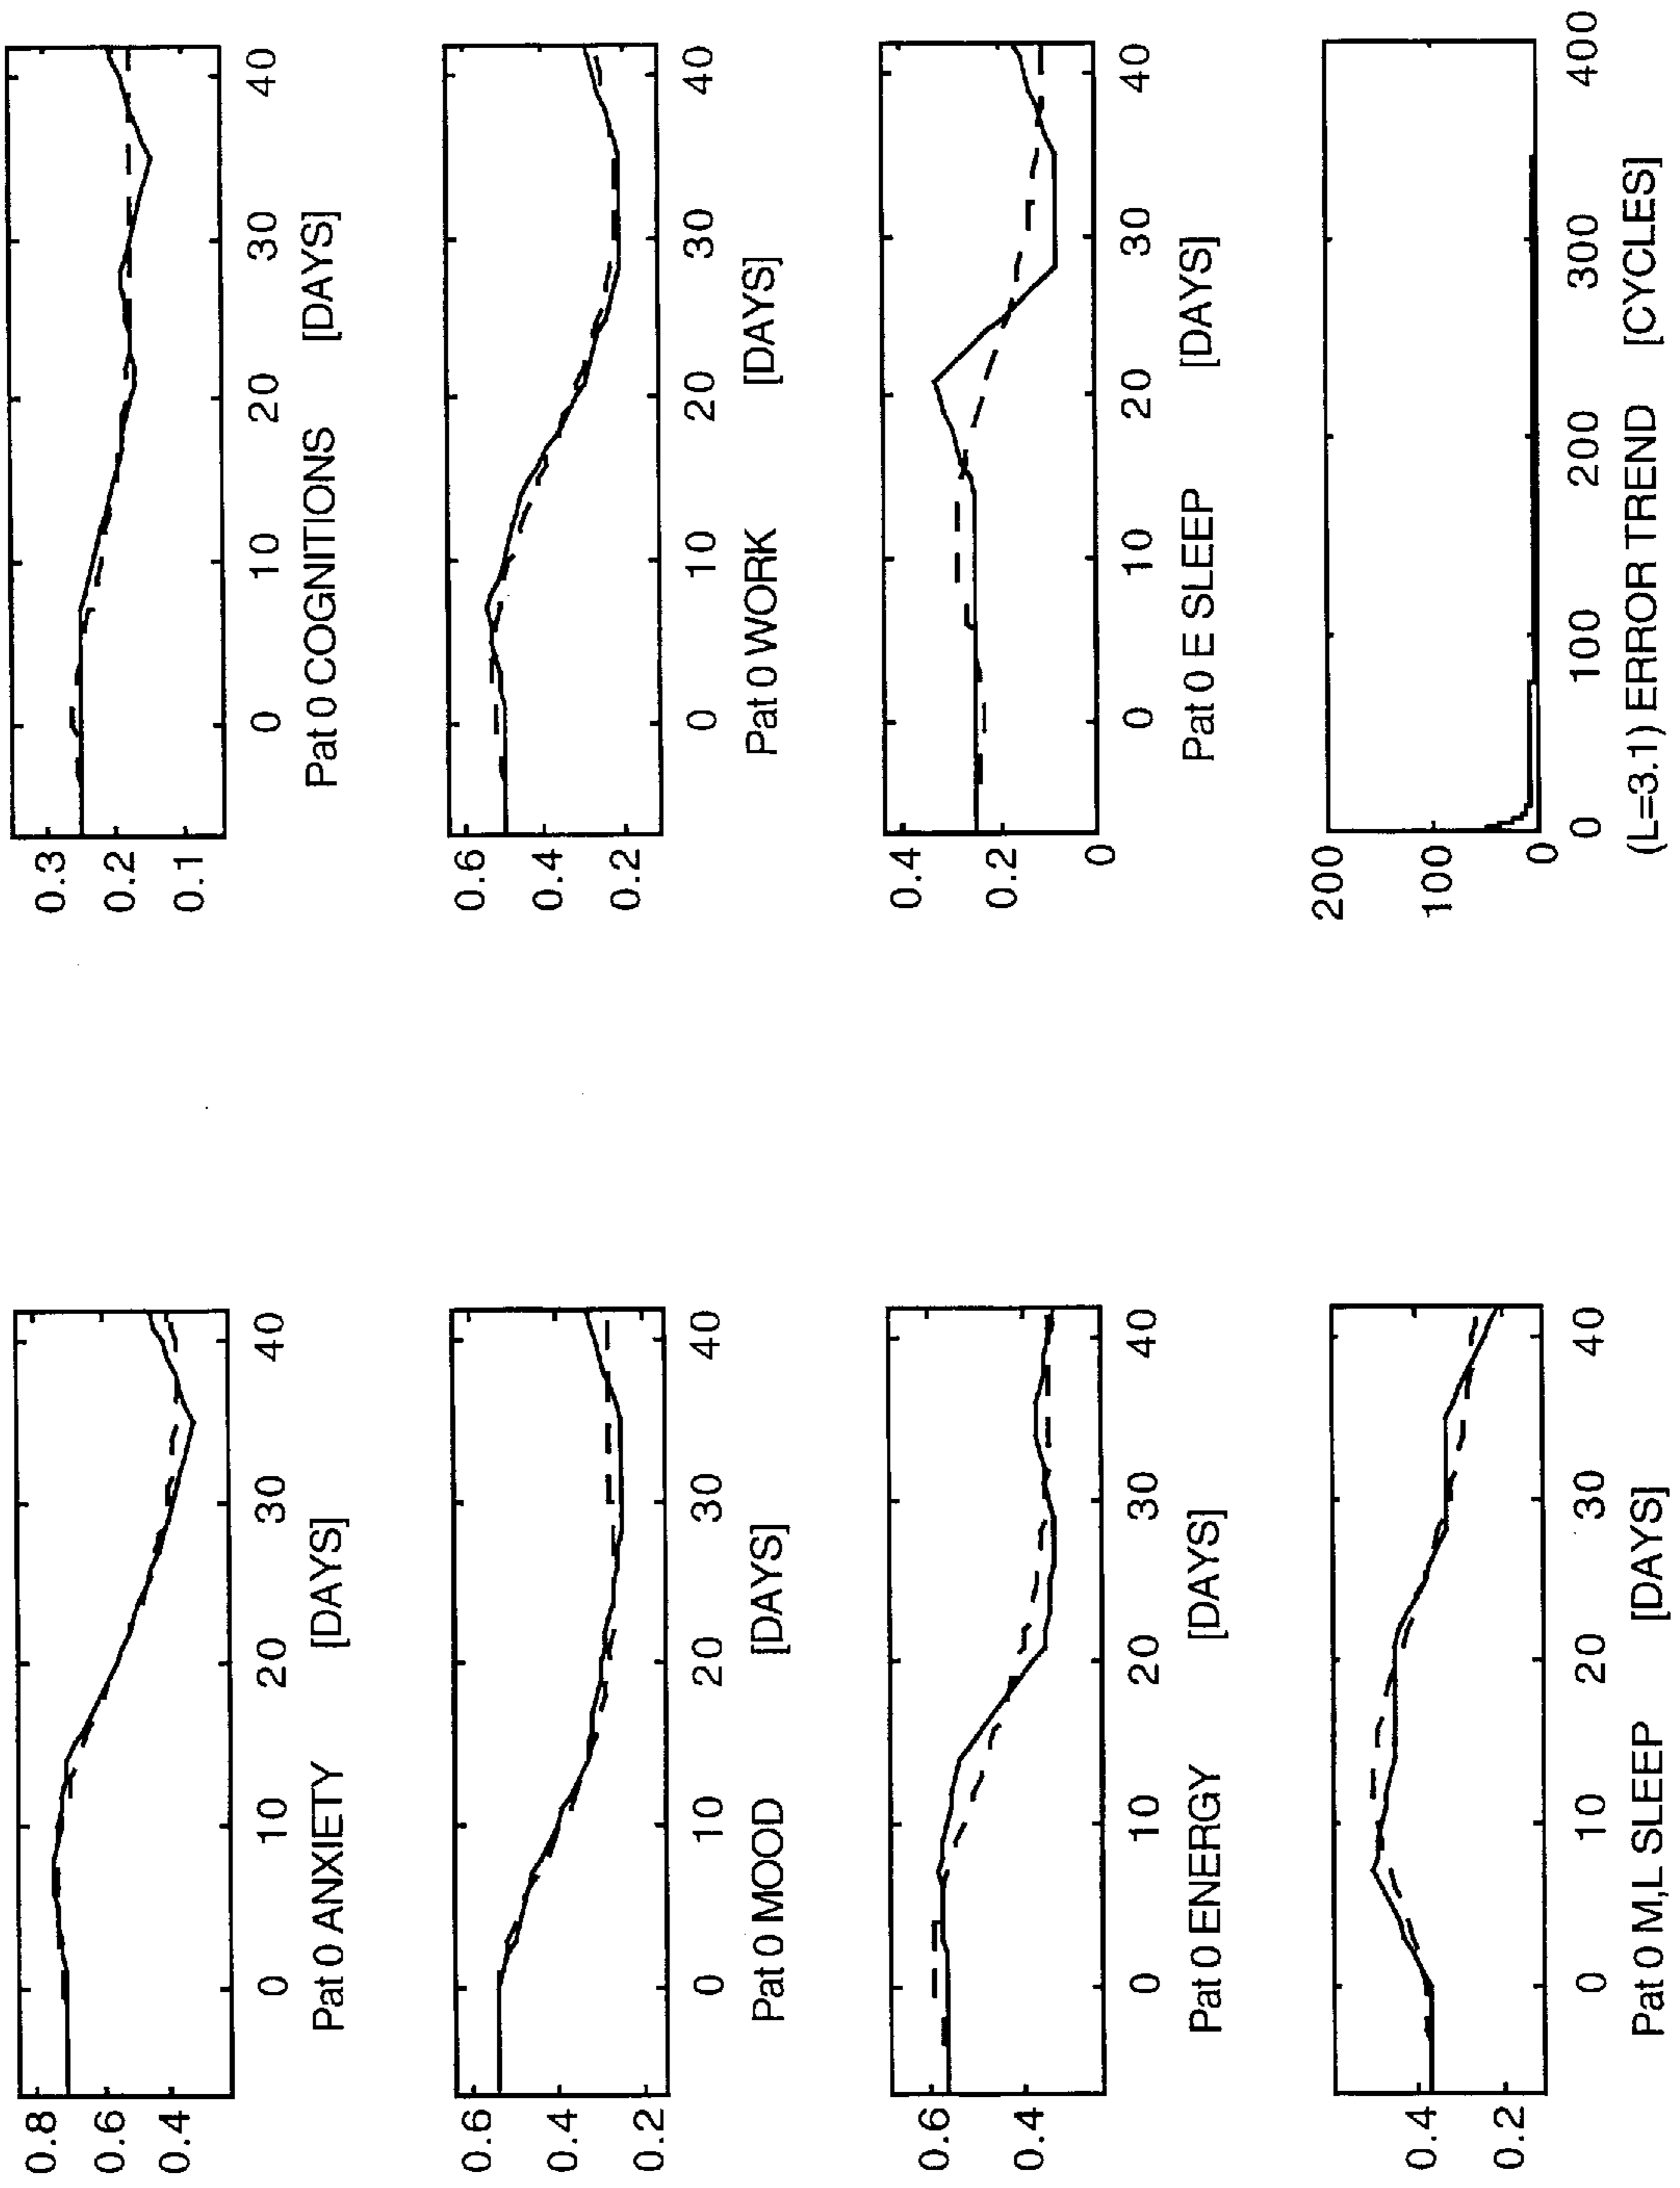 0.8
0.6
0.4
0 10 20 30 40
Pat 0 ANXIETY [DAYS]
0.3
0.2
0.1
0 10 20 30 40
Pat 0 COGNITIONS [DAYS]
0.6
0.4
0.2
0 10 20 30 40
Pat 0 MOOD [DAYS]
0.6
0.4
0.2
0 10 20 30 40
Pat 0 WORK [DAYS]
0.6
0.4
0 10 20 30 40
Pat 0 ENERGY [DAYS]
0.4
0.2
0
0 10 20 30 40
Pat 0 E SLEEP [DAYS]
0.4
0.2
0 10 20 30 40
Pat 0 M,L SLEEP [DAYS]
200
100
0
0 100 200 300 400
(L=3.1) ERROR TREND [CYCLES]